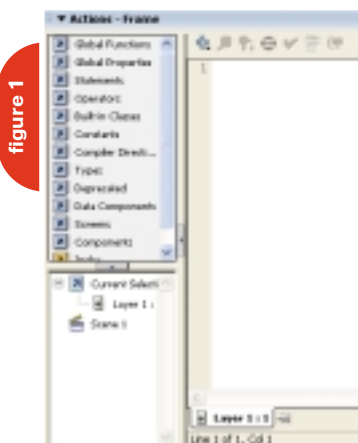 figure 1
Actions - Frame
Global Functions
Global Properties
Statements
Operators
Built-in Classes
Constants
Compiler Directi...
Types
Deprecated
Data Components
Screens
Components
Index
1
Current Selecti
Layer 1 :
Scene 1
Layer 1 : 1
Line 1 of 1, Col 1